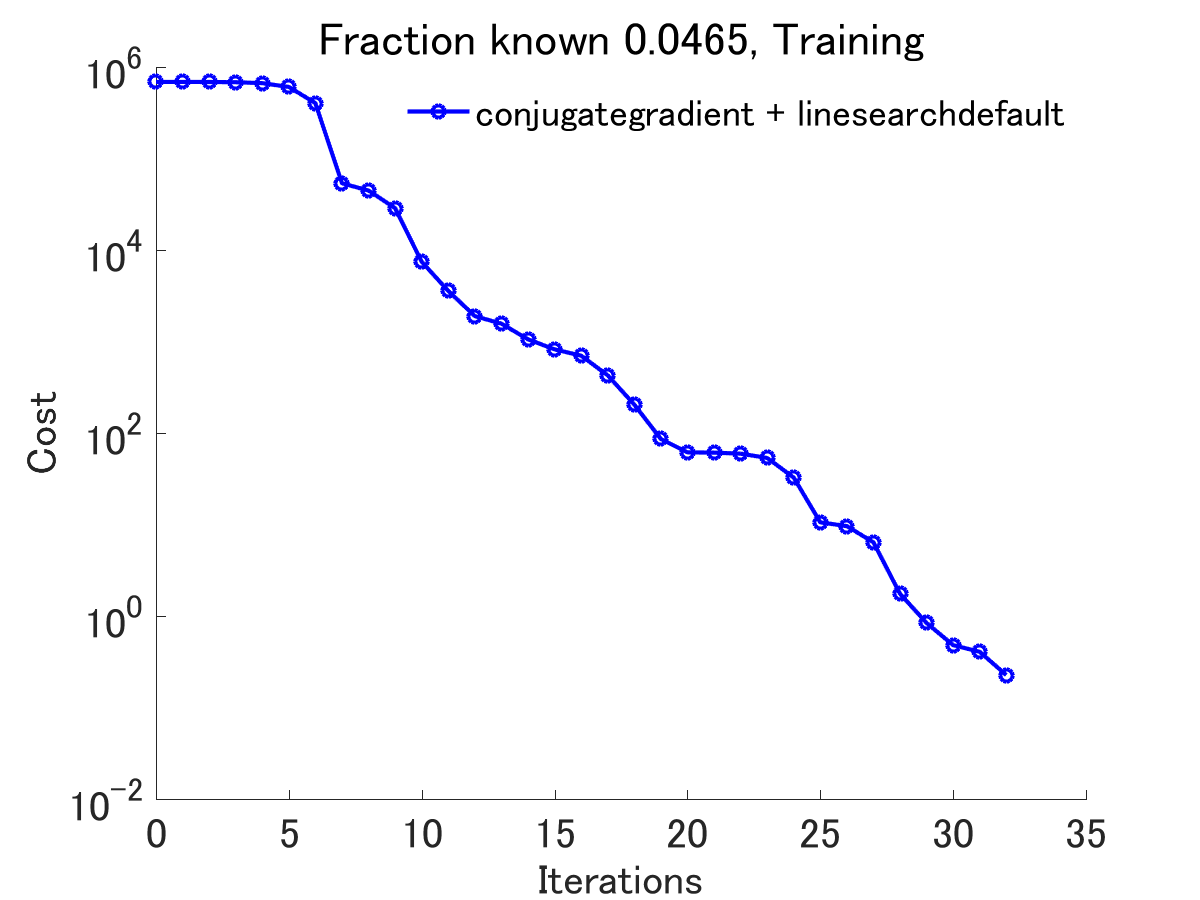 Fraction known 0.0465, Training
conjugategradient + linesearchdefault
Cost
10^6
10^4
10^2
10^0
10^-2
0 5 10 15 20 25 30 35
Iterations